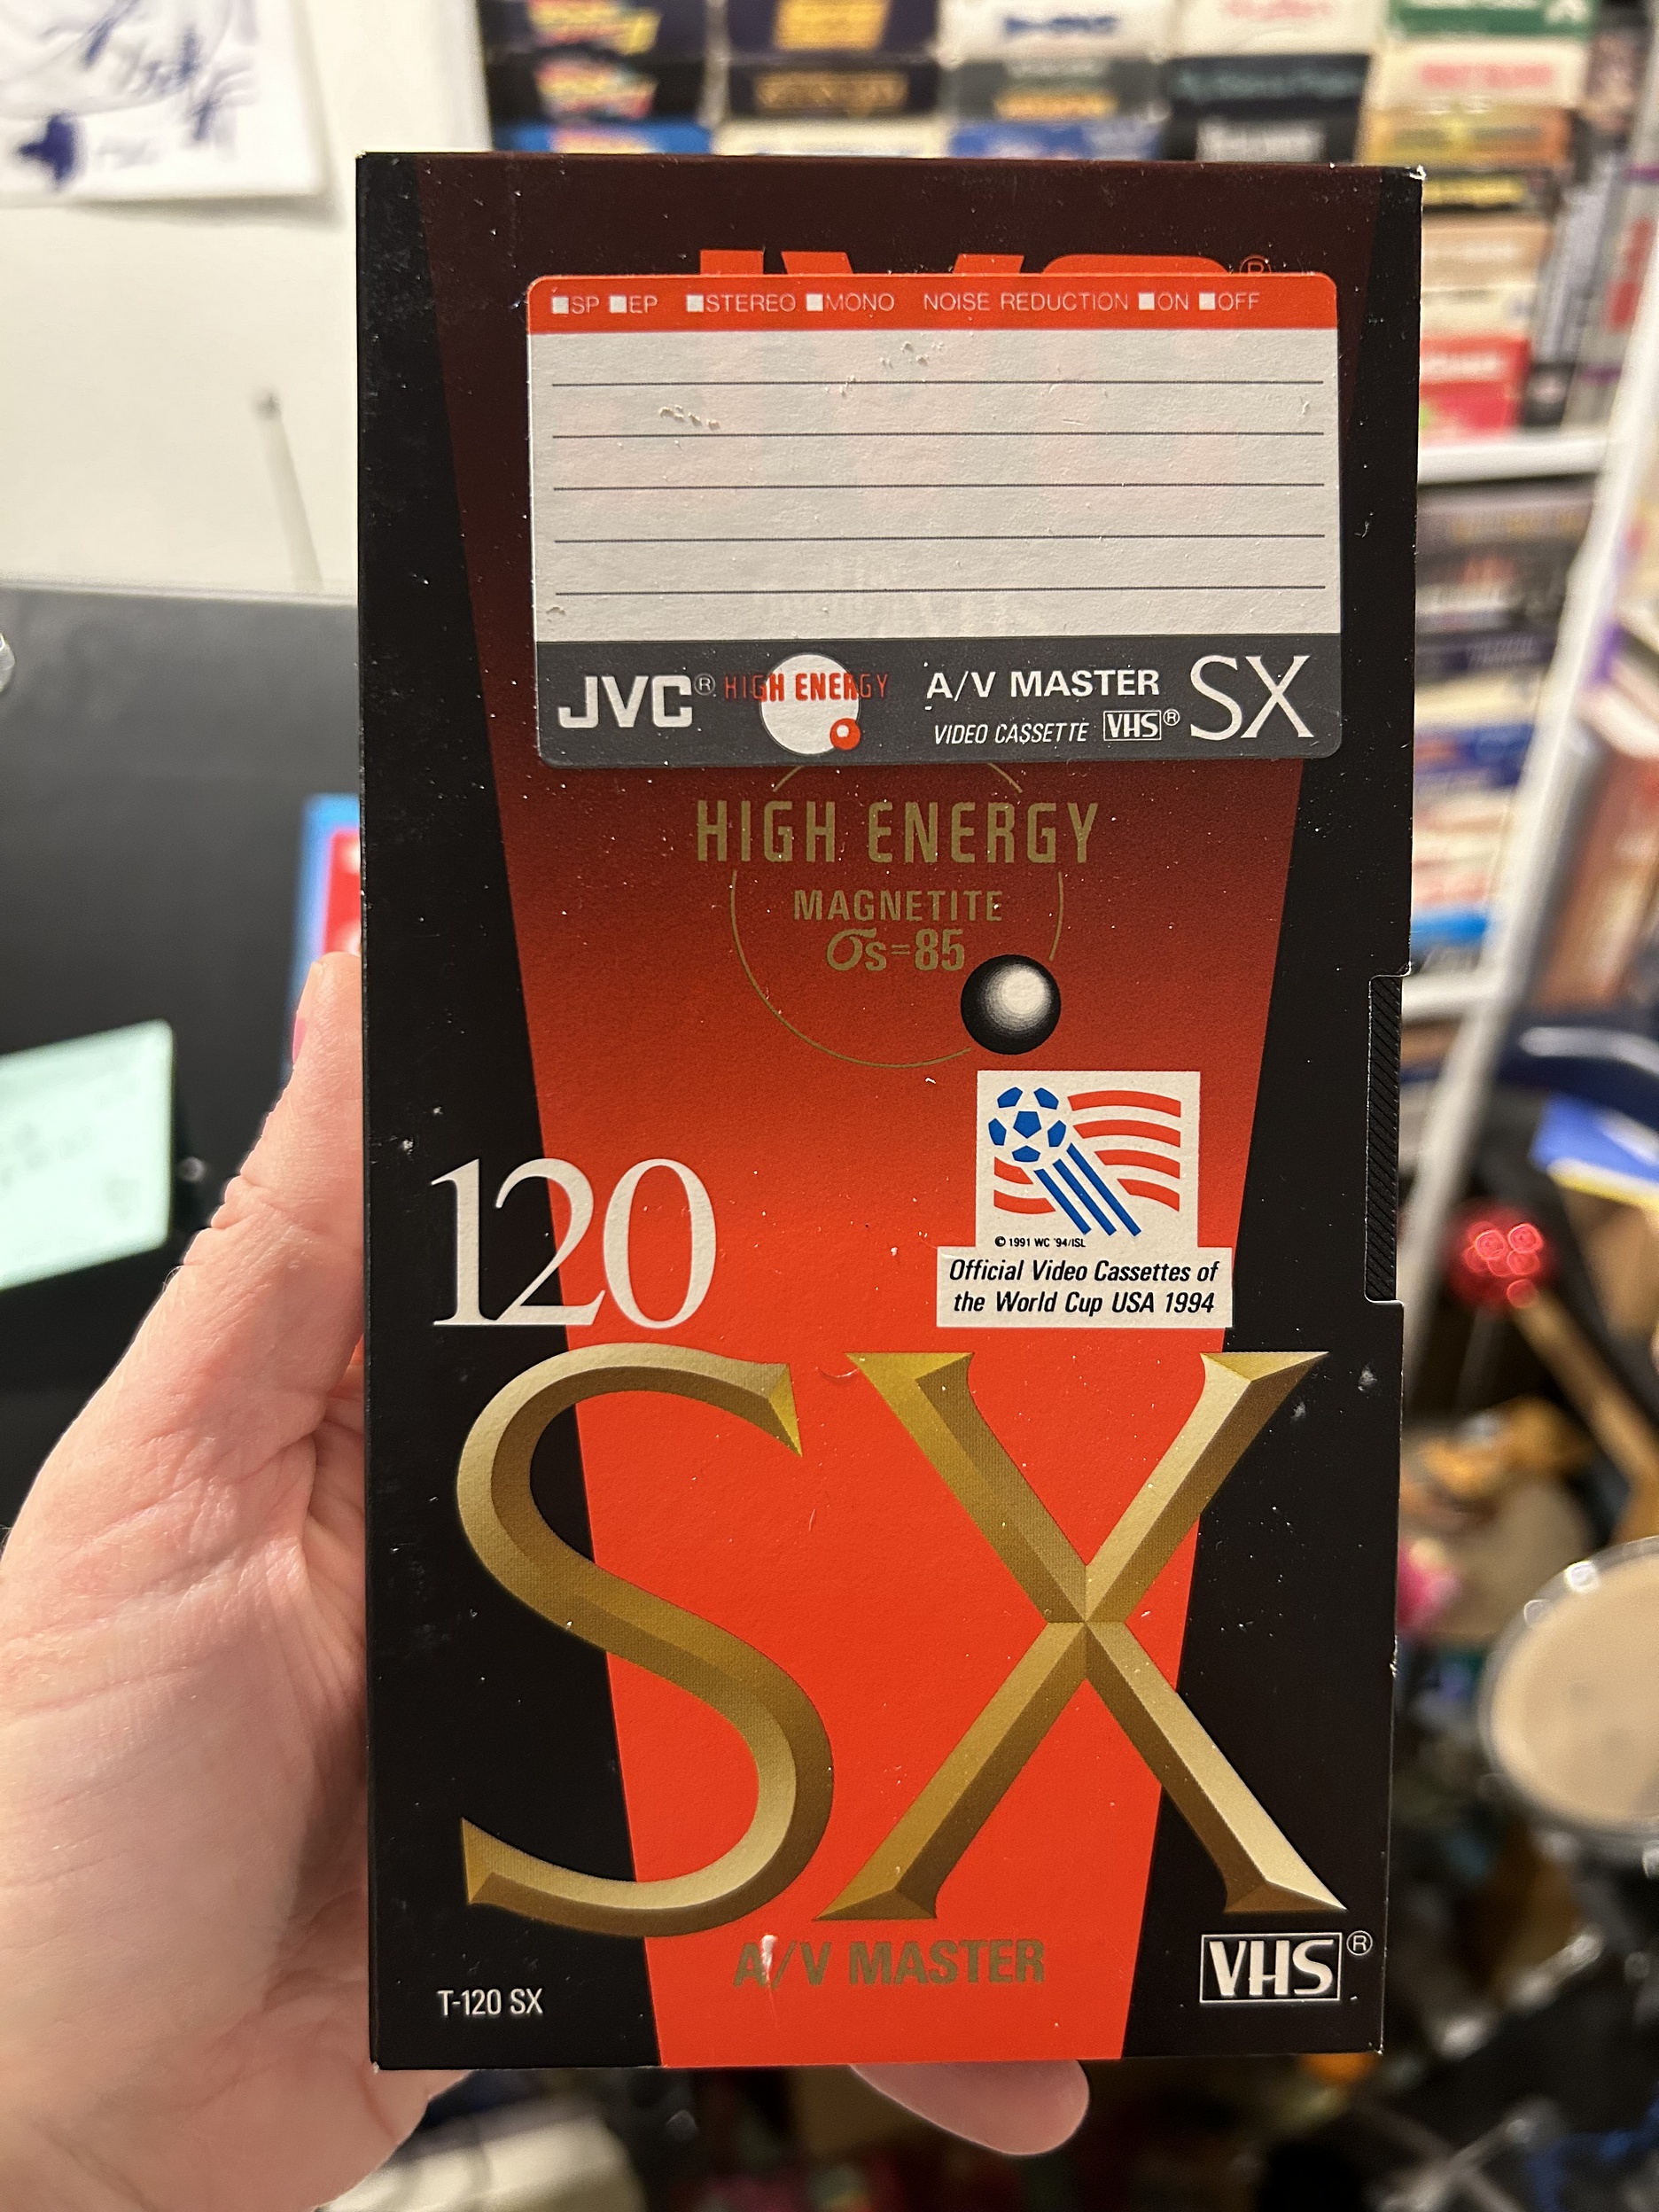 JVC®
SP EP STEREO MONO NOISE REDUCTION ON OFF
JVC® HIGH ENERGY A/V MASTER SX
VIDEO CASSETTE VHS®
HIGH ENERGY
MAGNETITE
σs=85
© 1991 WC '94/ISL
120
Official Video Cassettes of
the World Cup USA 1994
SX
A/V MASTER
T-120 SX
VHS®